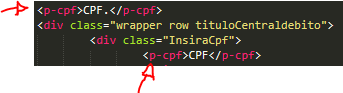 <p-cpf>CPF.</p-cpf>
<div class="wrapper row tituloCentraldebito">
<div class="InsiraCpf">
<p-cpf>CPF</p-cpf>